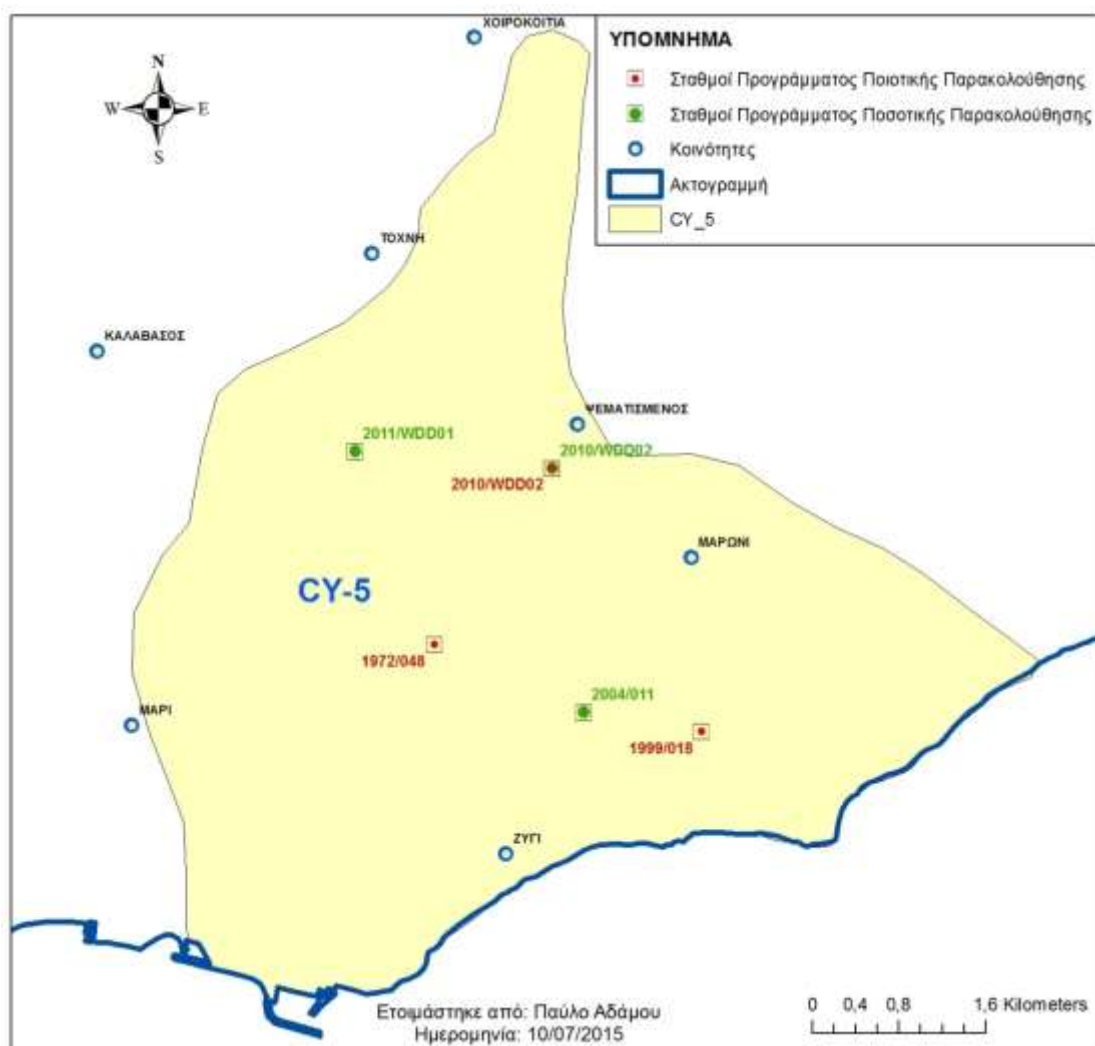 ΧΟΙΡΟΚΟΙΤΙΑ
ΥΠΟΜΝΗΜΑ
Σταθμοί Προγράμματος Ποιοτικής Παρακολούθησης
Σταθμοί Προγράμματος Ποσοτικής Παρακολούθησης
Κοινότητες
Ακτογραμμή
CY_5
N
W E
S
ΤΟΧΝΗ
ΚΑΛΑΒΑΣΟΣ
ΨΕΜΑΤΙΣΜΕΝΟΣ
2011/WDD01
2010/WDD02
2010/WDD02
ΜΑΡΩΝΙ
CY-5
1972/048
2004/011
ΜΑΡΙ
1999/018
ΖΥΓΙ
Ετοιμάστηκε από: Παύλο Αδάμου
Ημερομηνία: 10/07/2015
0 0,4 0,8 1,6 Kilometers